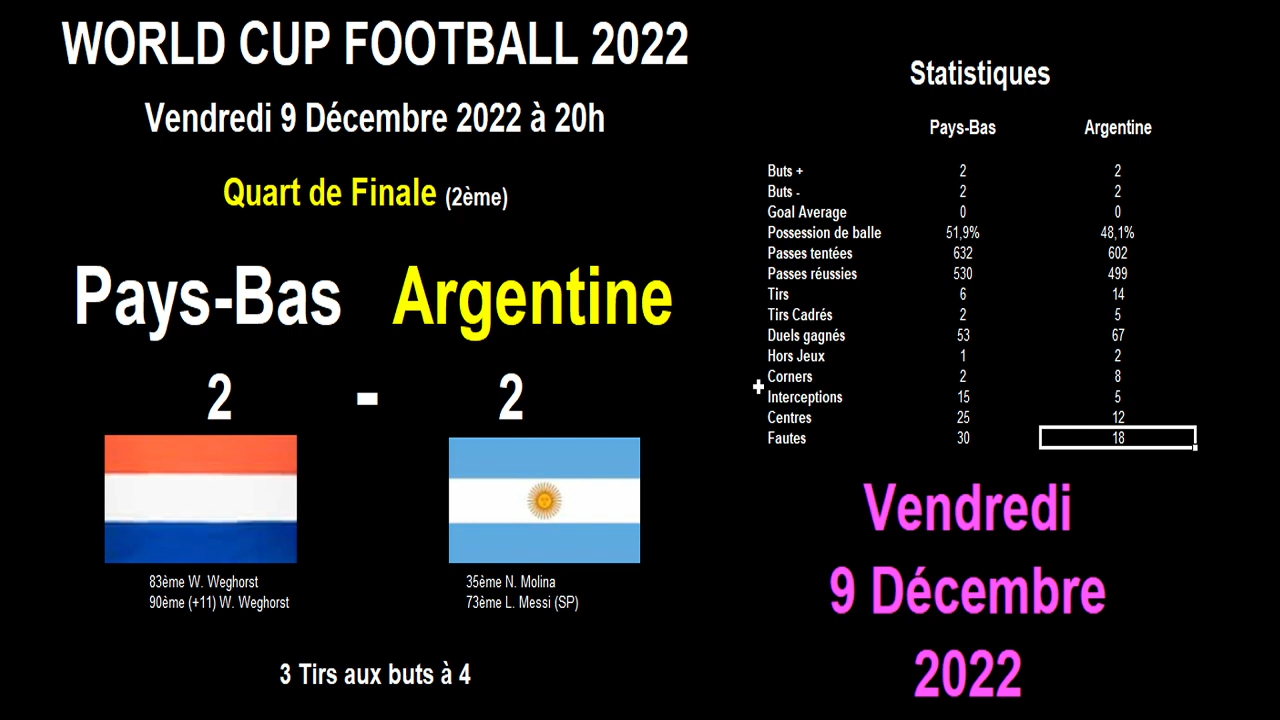 WORLD CUP FOOTBALL 2022
Vendredi 9 Décembre 2022 à 20h
Quart de Finale (2ème)
Pays-Bas Argentine
2 - 2
83ème W. Weghorst
90ème (+11) W. Weghorst
35ème N. Molina
73ème L. Messi (SP)
3 Tirs aux buts à 4
Statistiques
Pays-Bas Argentine
Buts + 2 2
Buts - 2 2
Goal Average 0 0
Possession de balle 51,9% 48,1%
Passes tentées 632 602
Passes réussies 530 499
Tirs 6 14
Tirs Cadrés 2 5
Duels gagnés 53 67
Hors Jeux 1 2
Corners 2 8
Interceptions 15 5
Centres 25 12
Fautes 30 18
Vendredi
9 Décembre
2022